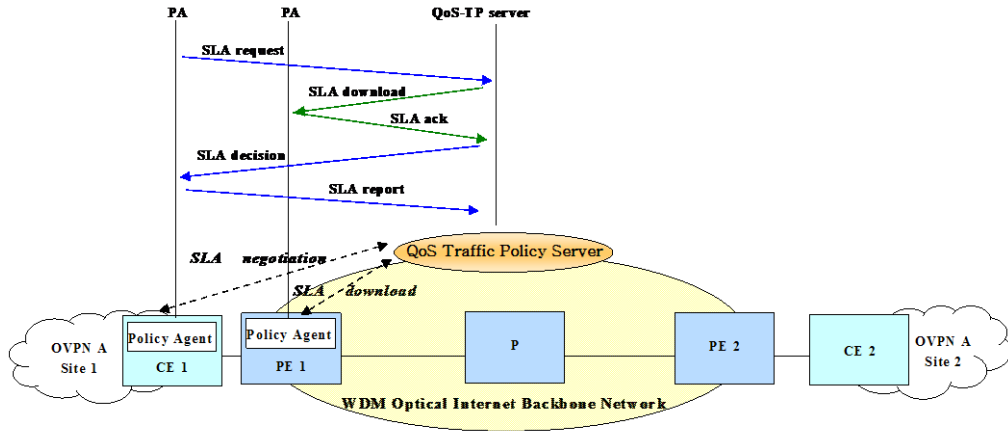 PA PA QoS-TP server
SLA request
SLA download
SLA ack
SLA decision
SLA report
QoS Traffic Policy Server
SLA negotiation
SLA download
Policy Agent
Policy Agent
OVPN A
Site 1
CE 1
PE 1
P
PE 2
CE 2
OVPN A
Site 2
WDM Optical Internet Backbone Network